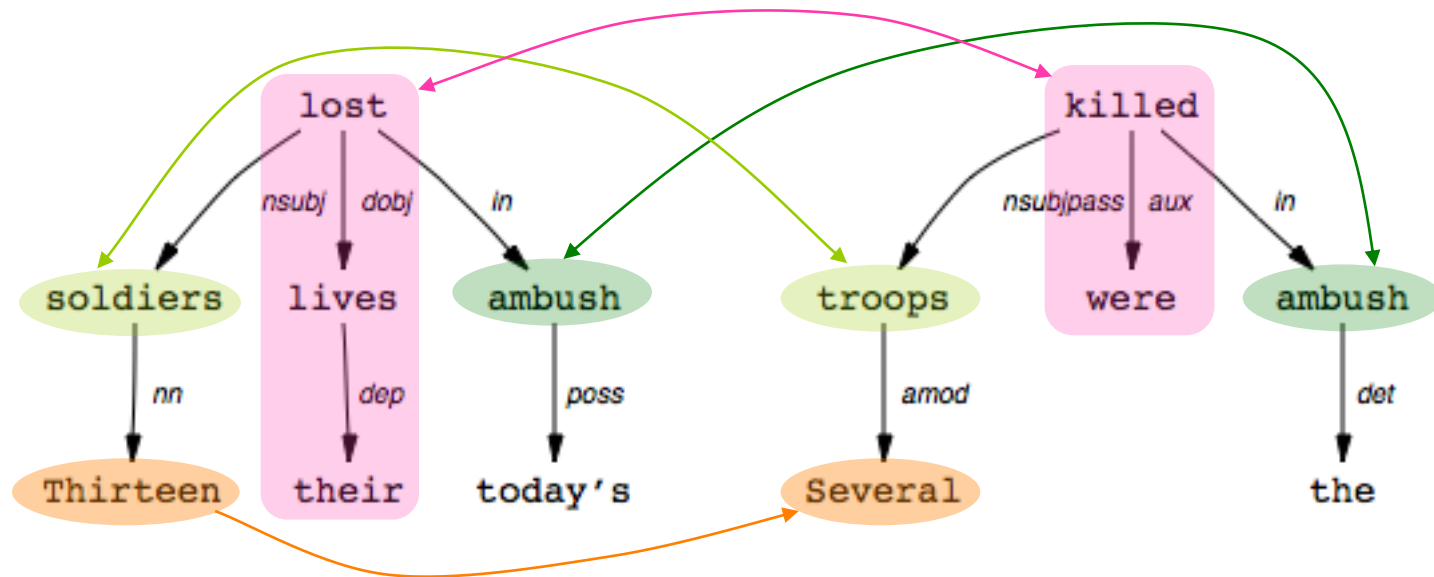 lost killed
nsubj dobj in nsubjpass aux in
soldiers lives ambush troops were ambush
nn dep poss amod det
Thirteen their today's Several the